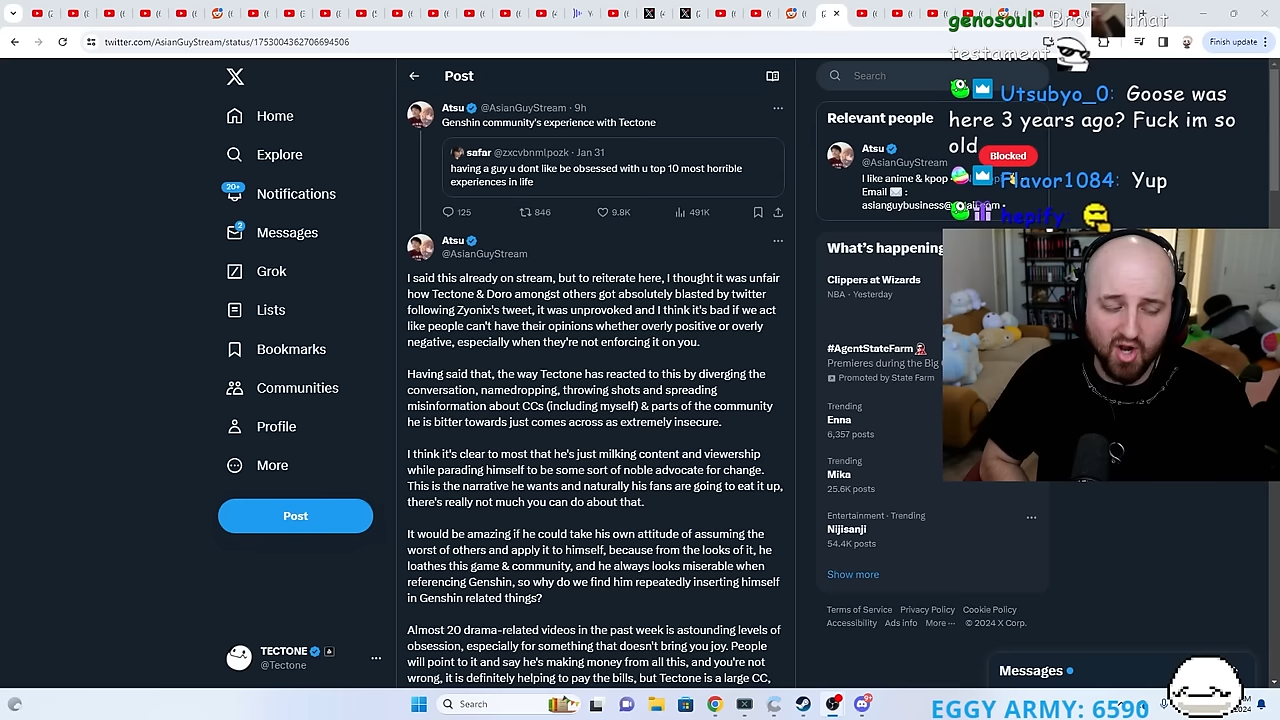 Finish update
twitter.com/AsianGuyStream/status/1753004362706694506
genosoul: Bro that
testament
Utsubyo_0: Goose was
here 3 years ago? Fuck im so
old
Flavor1084: Yup
hepify:
Home
Explore
20+
Notifications
2
Messages
Grok
Lists
Bookmarks
Communities
Profile
More
Post
TECTONE
@Tectone
Post
Atsu @AsianGuyStream · 9h
Genshin community's experience with Tectone
safar @zxcvbnmlpozk · Jan 31
having a guy u dont like be obsessed with u top 10 most horrible
experiences in life
125 846 9.8K 491K
Atsu
@AsianGuyStream
I said this already on stream, but to reiterate here, I thought it was unfair
how Tectone & Doro amongst others got absolutely blasted by twitter
following Zyonix's tweet, it was unprovoked and I think it's bad if we act
like people can't have their opinions whether overly positive or overly
negative, especially when they're not enforcing it on you.
Having said that, the way Tectone has reacted to this by diverging the
conversation, namedropping, throwing shots and spreading
misinformation about CCs (including myself) & parts of the community
he is bitter towards just comes across as extremely insecure.
I think it's clear to most that he's just milking content and viewership
while parading himself to be some sort of noble advocate for change.
This is the narrative he wants and naturally his fans are going to eat it up,
there's really not much you can do about that.
It would be amazing if he could take his own attitude of assuming the
worst of others and apply it to himself, because from the looks of it, he
loathes this game & community, and he always looks miserable when
referencing Genshin, so why do we find him repeatedly inserting himself
in Genshin related things?
Almost 20 drama-related videos in the past week is astounding levels of
obsession, especially for something that doesn't bring you joy. People
will point to it and say he's making money from all this, and you're not
wrong, it is definitely helping to pay the bills, but Tectone is a large CC,
Search
Relevant people
Atsu
@AsianGuyStream
Blocked
I like anime & kpop
Email :
What's happening
Clippers at Wizards
NBA · Yesterday
#AgentStateFarm
Premieres during the Big
Promoted by State Farm
Trending
Enna
6,357 posts
Trending
Mika
25.6K posts
Entertainment · Trending
Nijisanji
54.4K posts
Show more
Terms of Service Privacy Policy Cookie Policy
Accessibility Ads info More © 2024 X Corp.
Messages
Search
EGGY ARMY: 6590